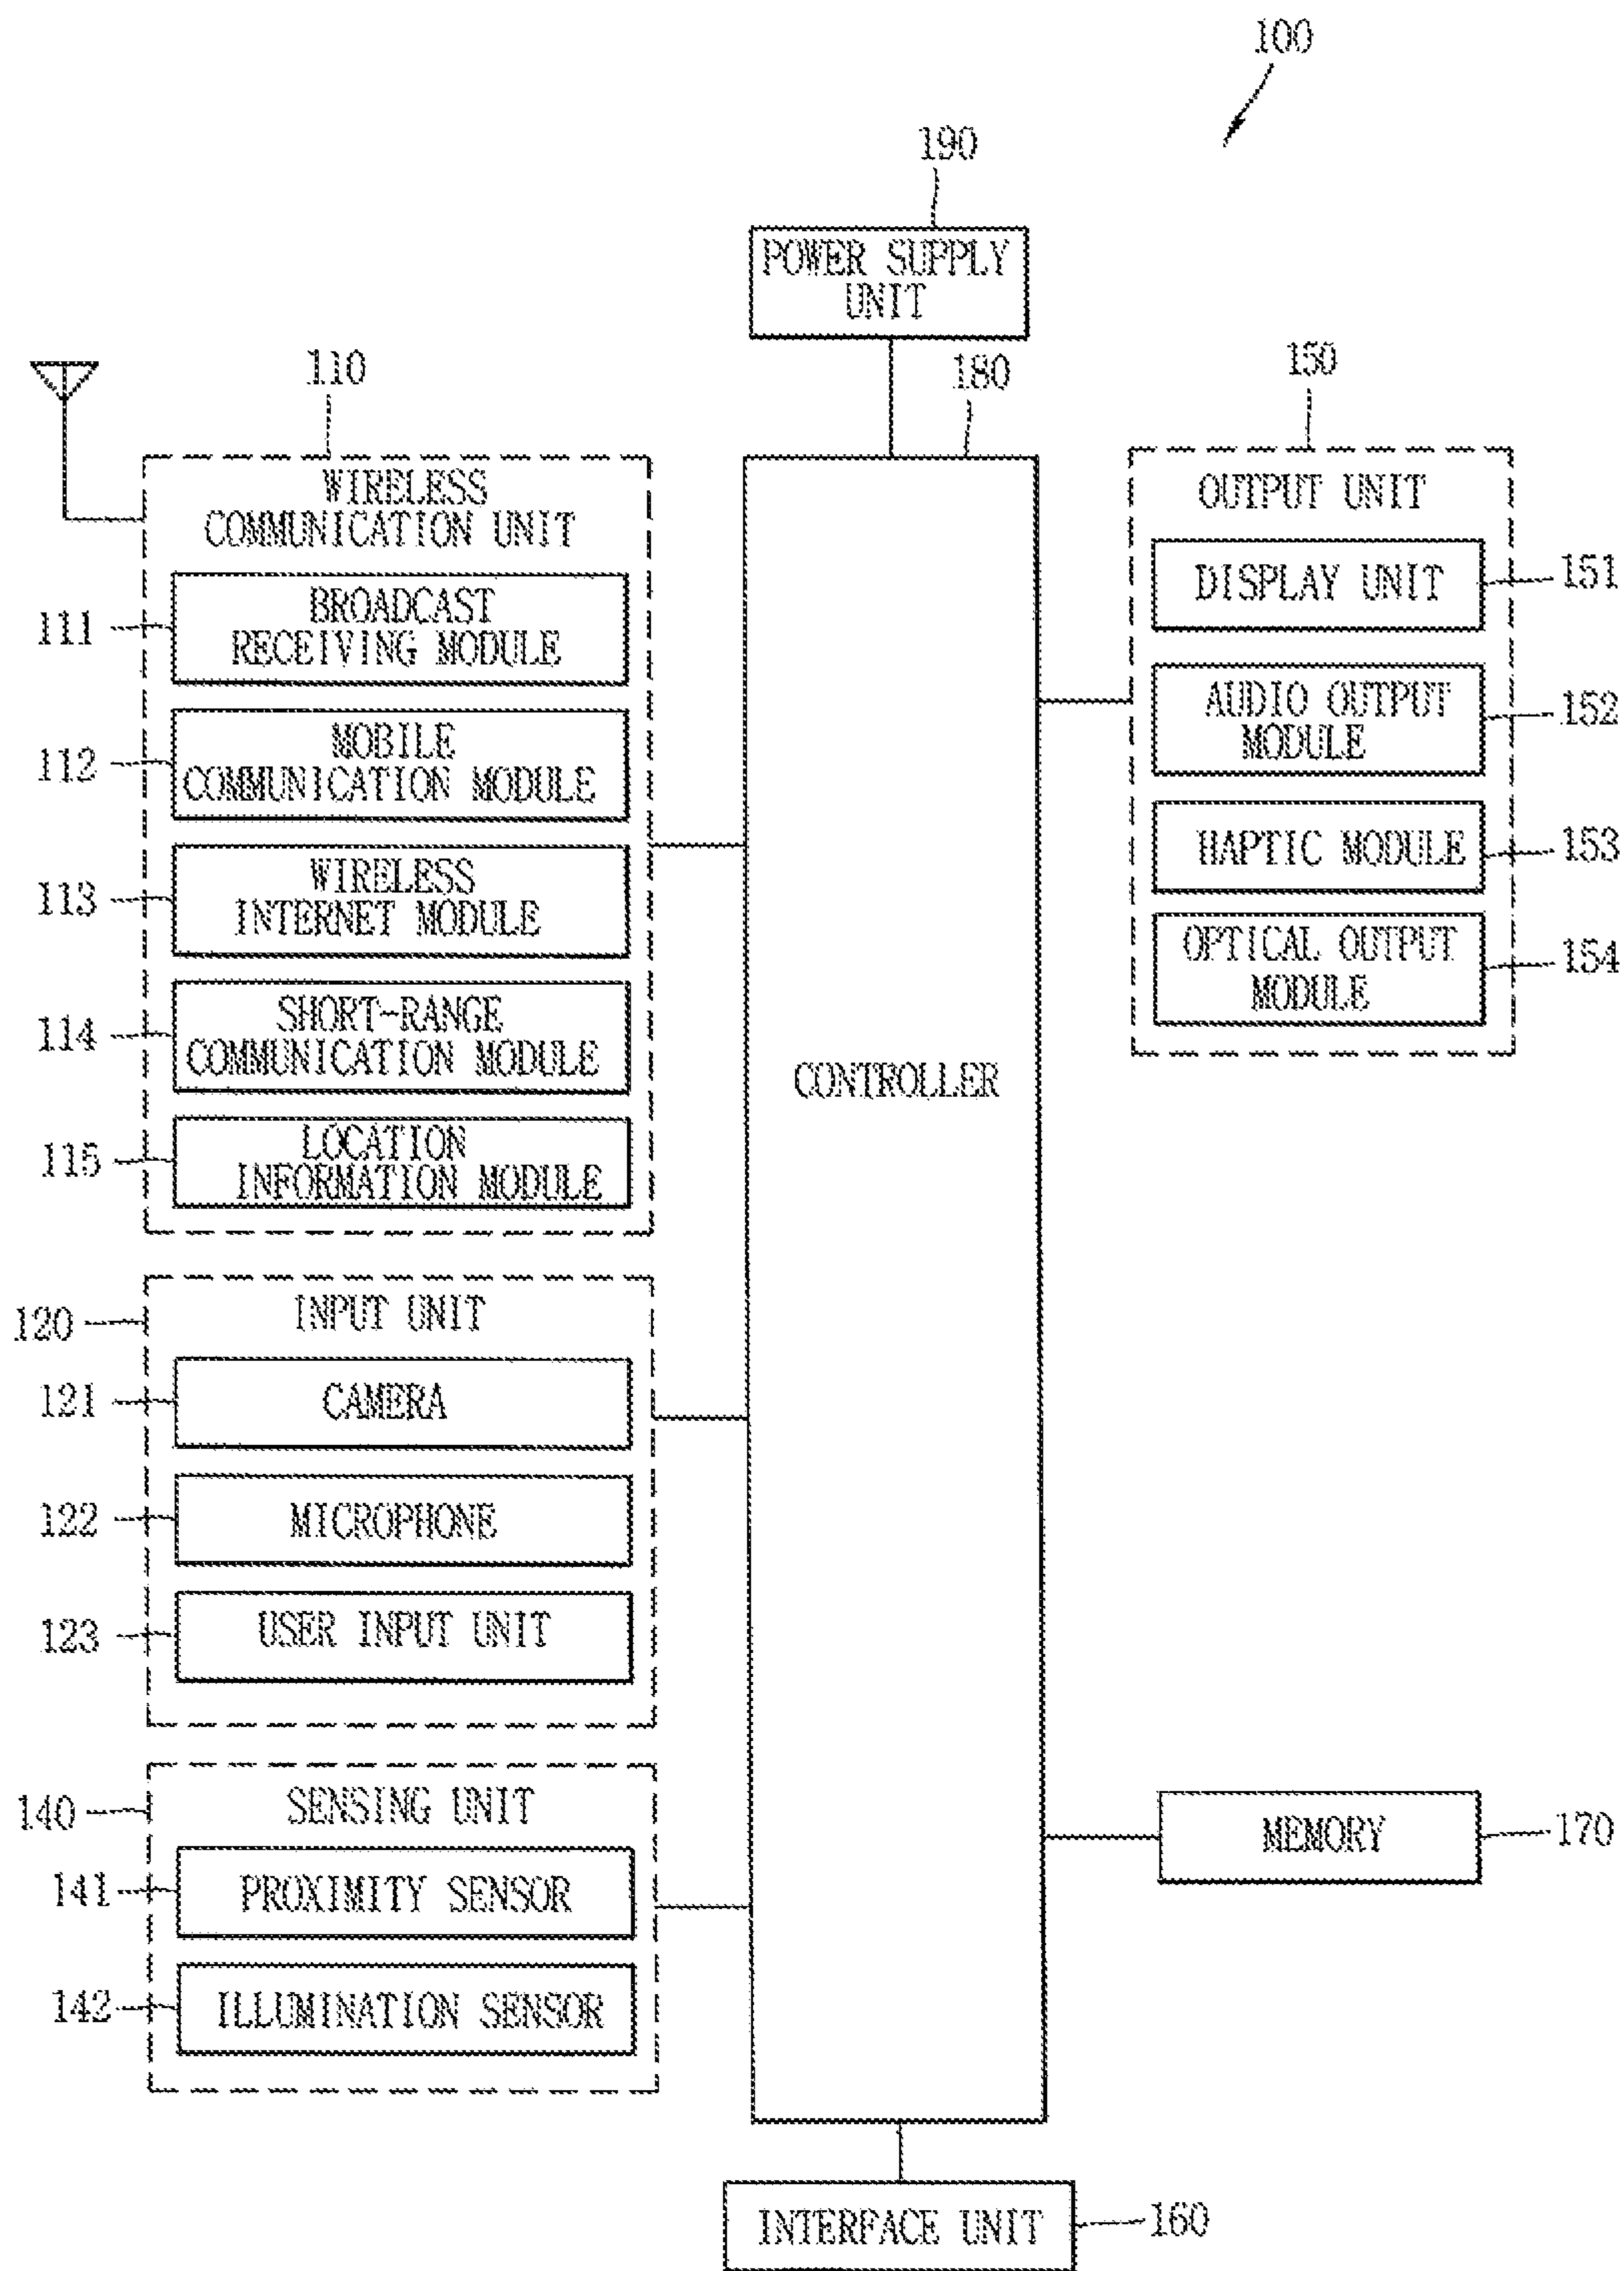 100
190
POWER SUPPLY
UNIT
180
110
WIRELESS
COMMUNICATION UNIT
111
BROADCAST
RECEIVING MODULE
112
MOBILE
COMMUNICATION MODULE
113
WIRELESS
INTERNET MODULE
114
SHORT-RANGE
COMMUNICATION MODULE
115
LOCATION
INFORMATION MODULE
120
INPUT UNIT
121
CAMERA
122
MICROPHONE
123
USER INPUT UNIT
140
SENSING UNIT
141
PROXIMITY SENSOR
142
ILLUMINATION SENSOR
CONTROLLER
150
OUTPUT UNIT
DISPLAY UNIT
151
AUDIO OUTPUT
MODULE
152
HAPTIC MODULE
153
OPTICAL OUTPUT
MODULE
154
MEMORY
170
INTERFACE UNIT
160